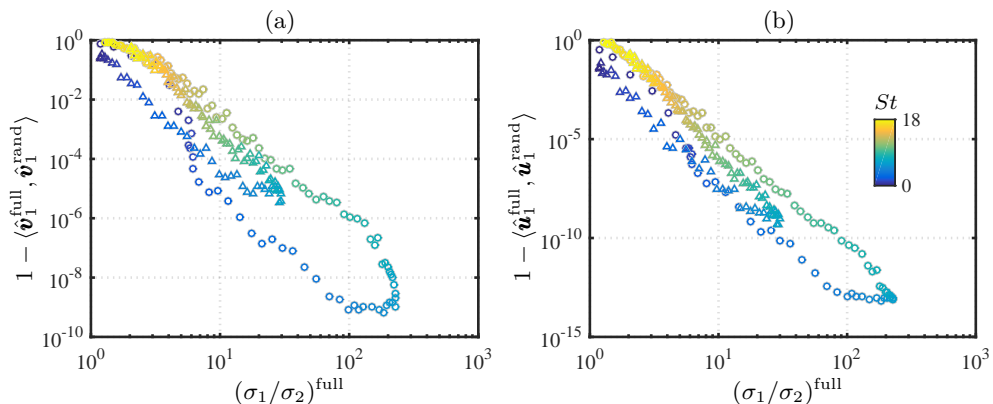 (a)
(b)
10^0
10^-2
10^-4
10^-6
10^-8
10^-10
10^0
10^1
10^2
10^3
1 − ⟨v̂_1^full, v̂_1^rand⟩
(σ_1/σ_2)^full
10^0
10^-5
10^-10
10^-15
10^0
10^1
10^2
10^3
1 − ⟨û_1^full, û_1^rand⟩
(σ_1/σ_2)^full
St
18
0